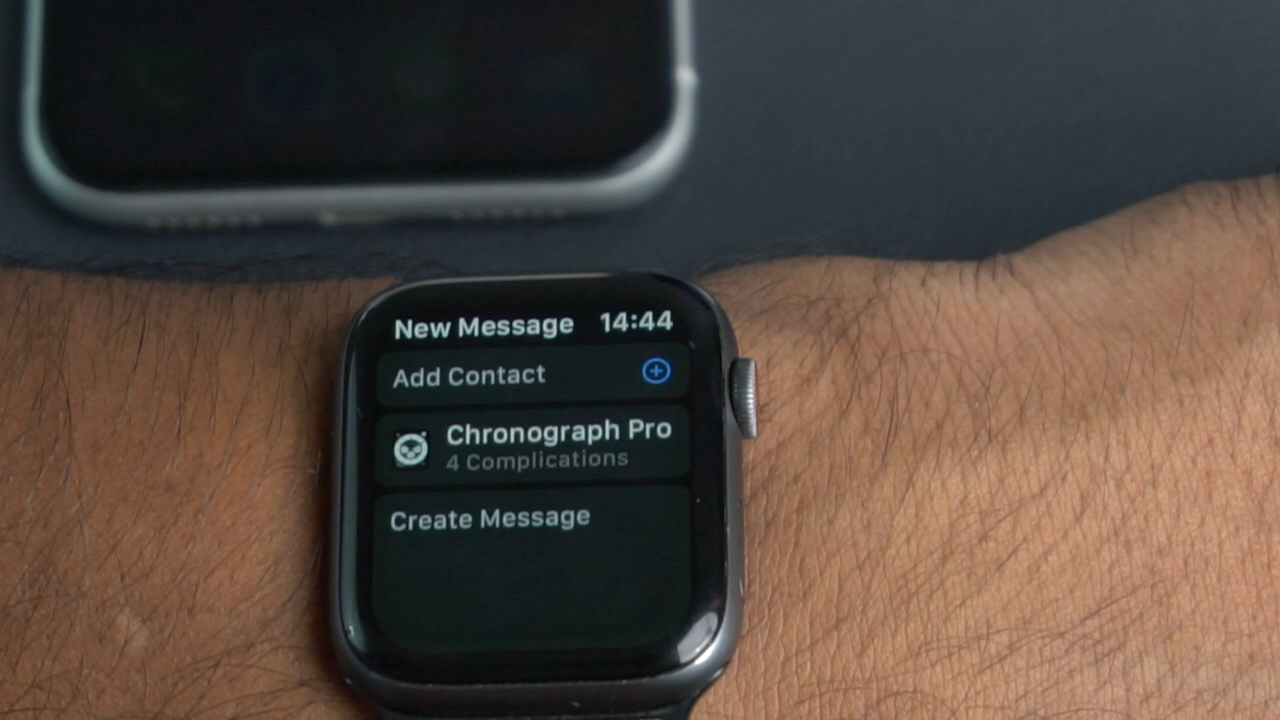 New Message 14:44
Add Contact
Chronograph Pro
4 Complications
Create Message